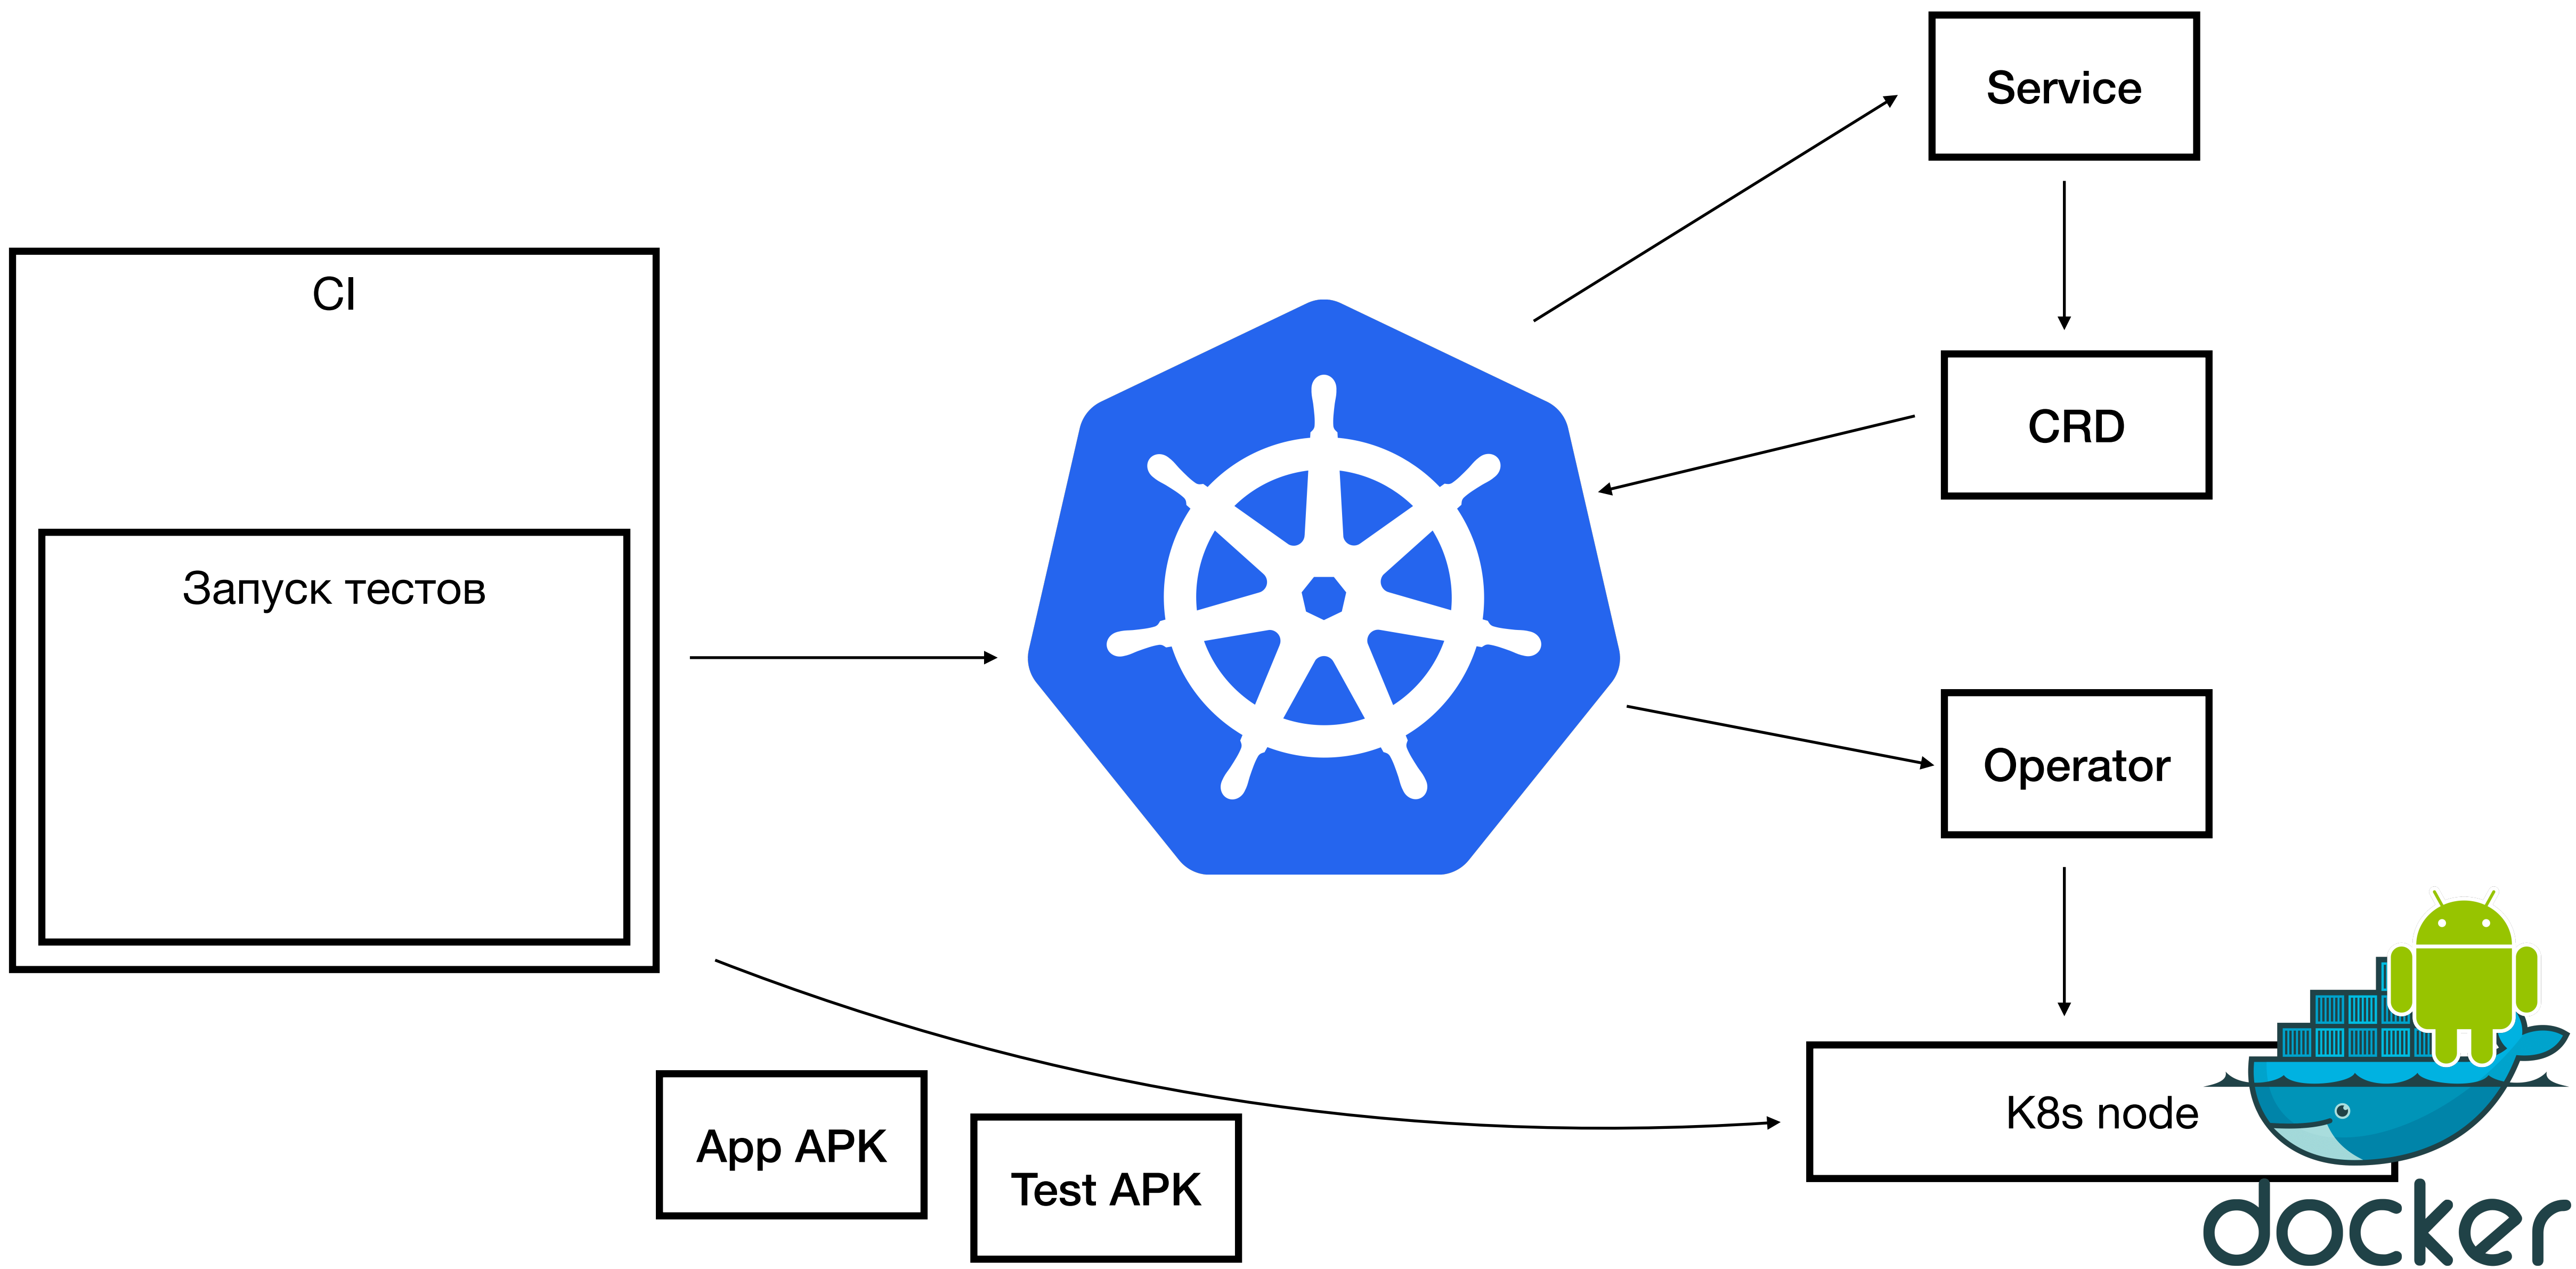 Service
CI
CRD
Запуск тестов
Operator
K8s node
App APK
Test APK
docker